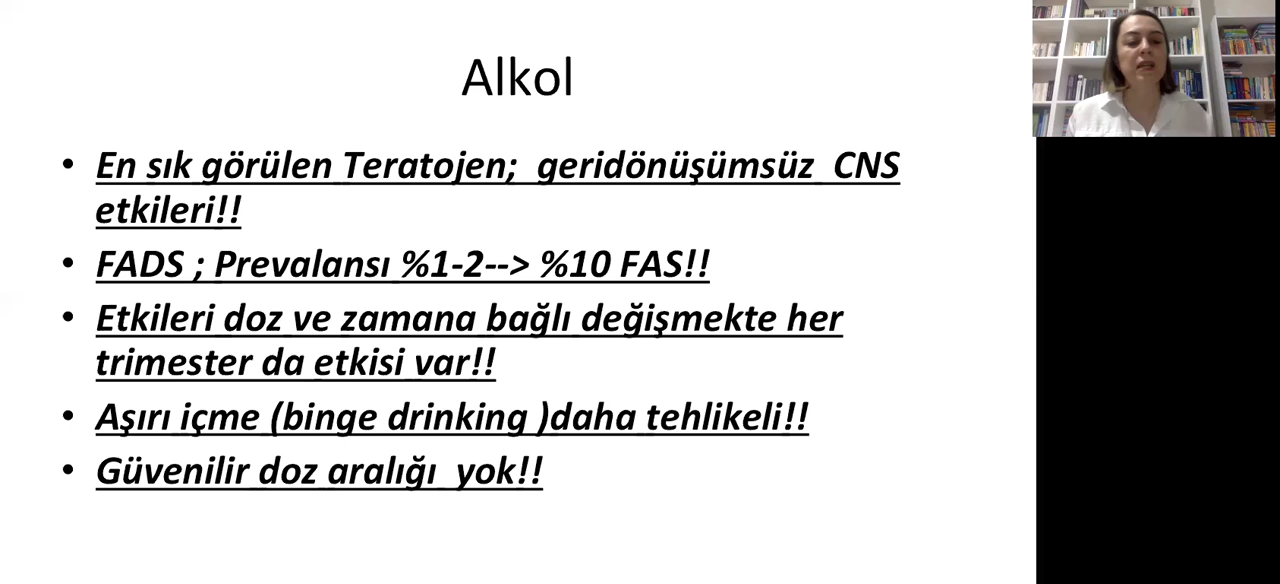 Alkol
• En sık görülen Teratojen; geridönüşümsüz CNS
etkileri!!
• FADS ; Prevalansı %1-2--> %10 FAS!!
• Etkileri doz ve zamana bağlı değişmekte her
trimester da etkisi var!!
• Aşırı içme (binge drinking )daha tehlikeli!!
• Güvenilir doz aralığı yok!!